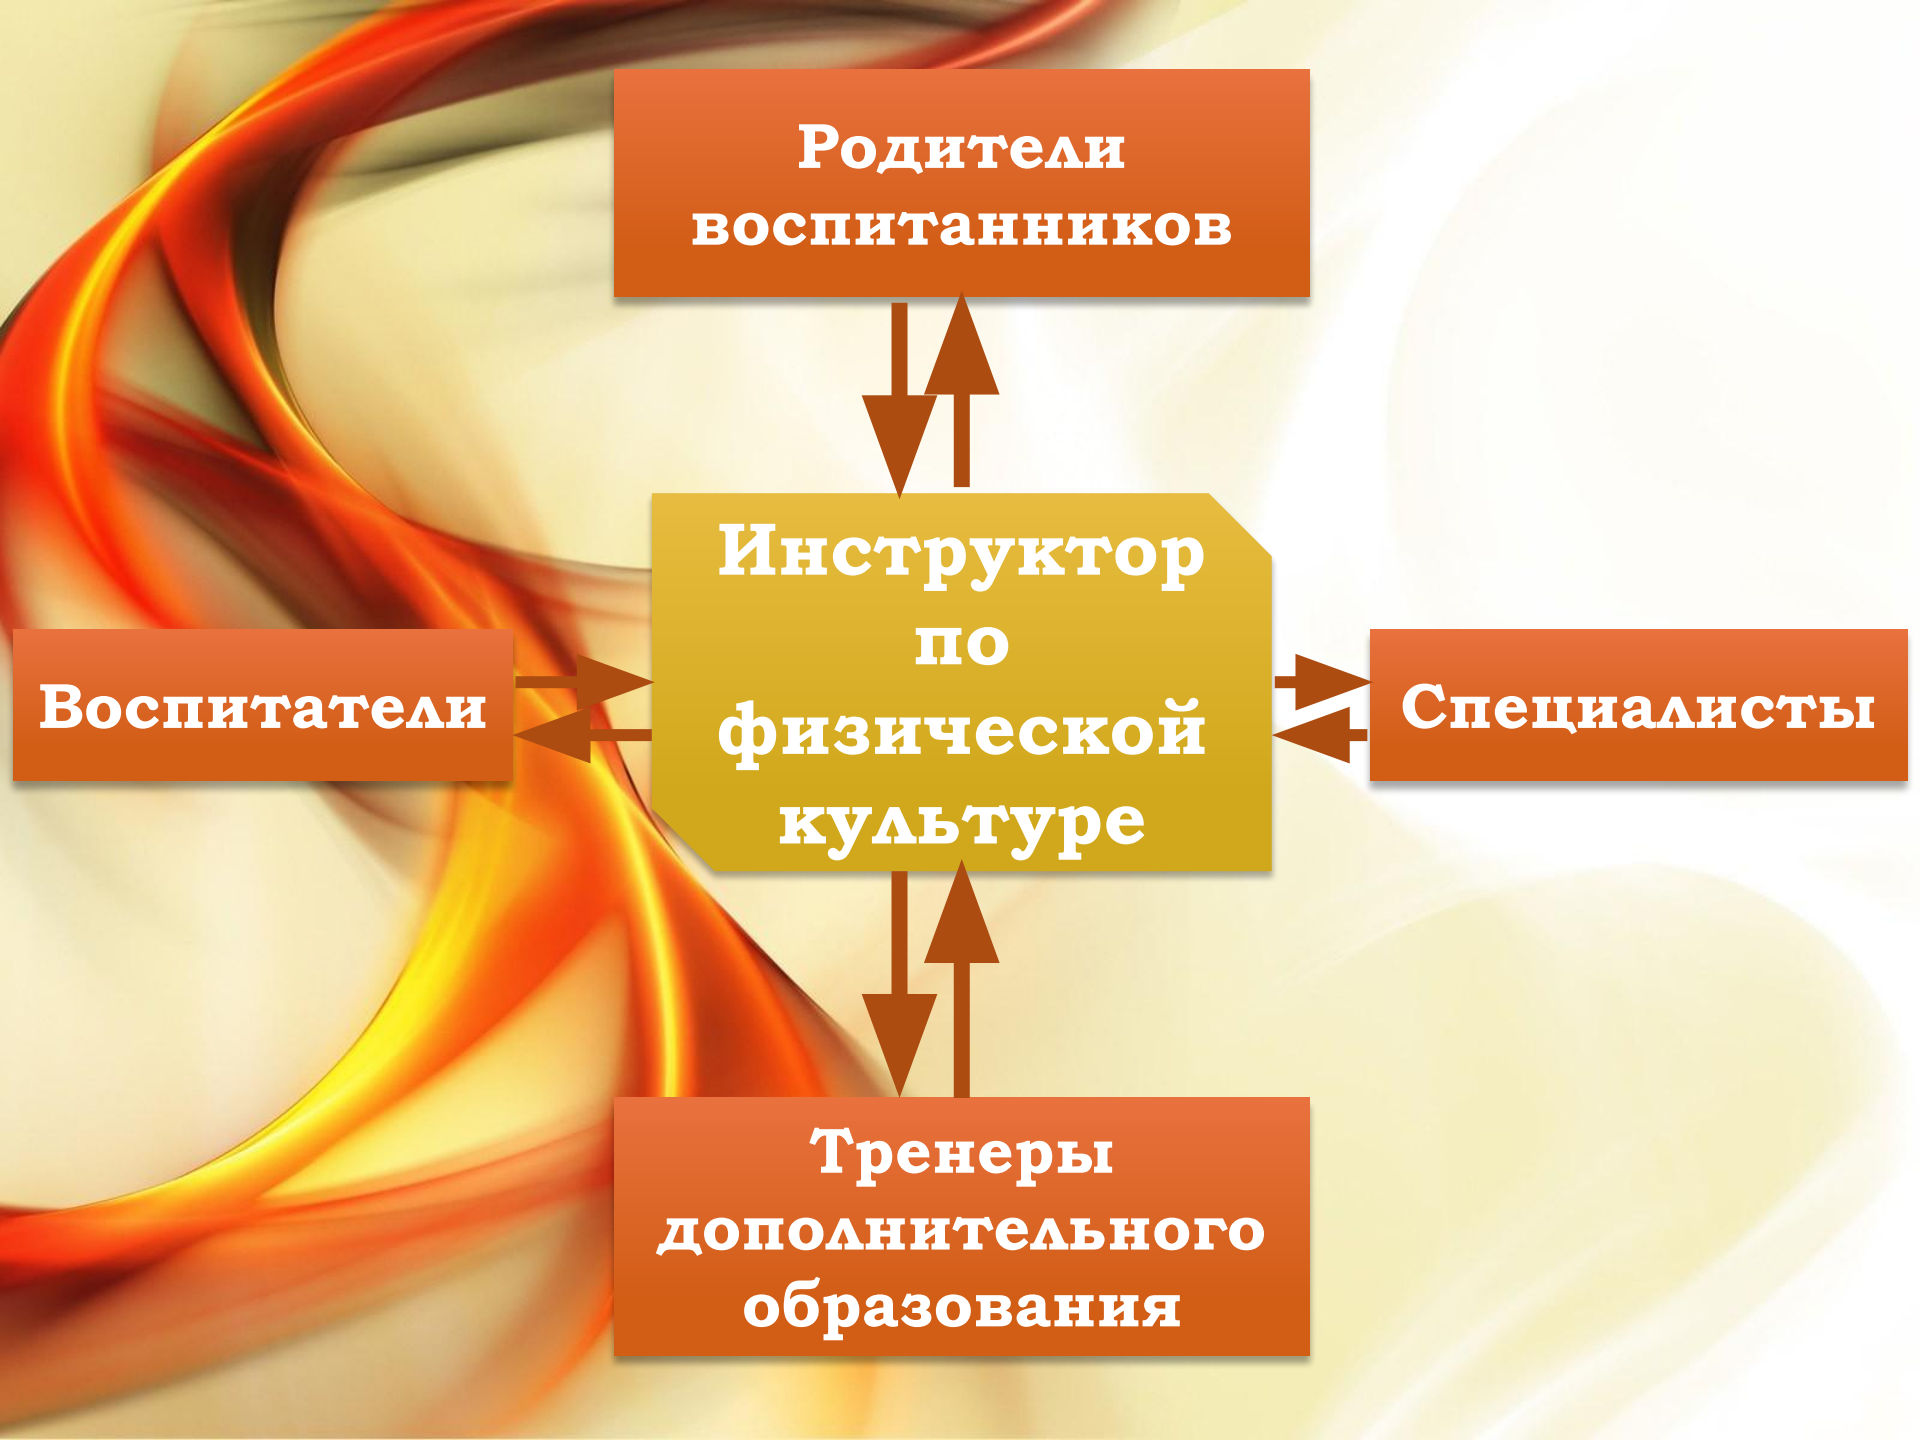 Родители
воспитанников
Инструктор
по
физической
культуре
Воспитатели
Специалисты
Тренеры
дополнительного
образования